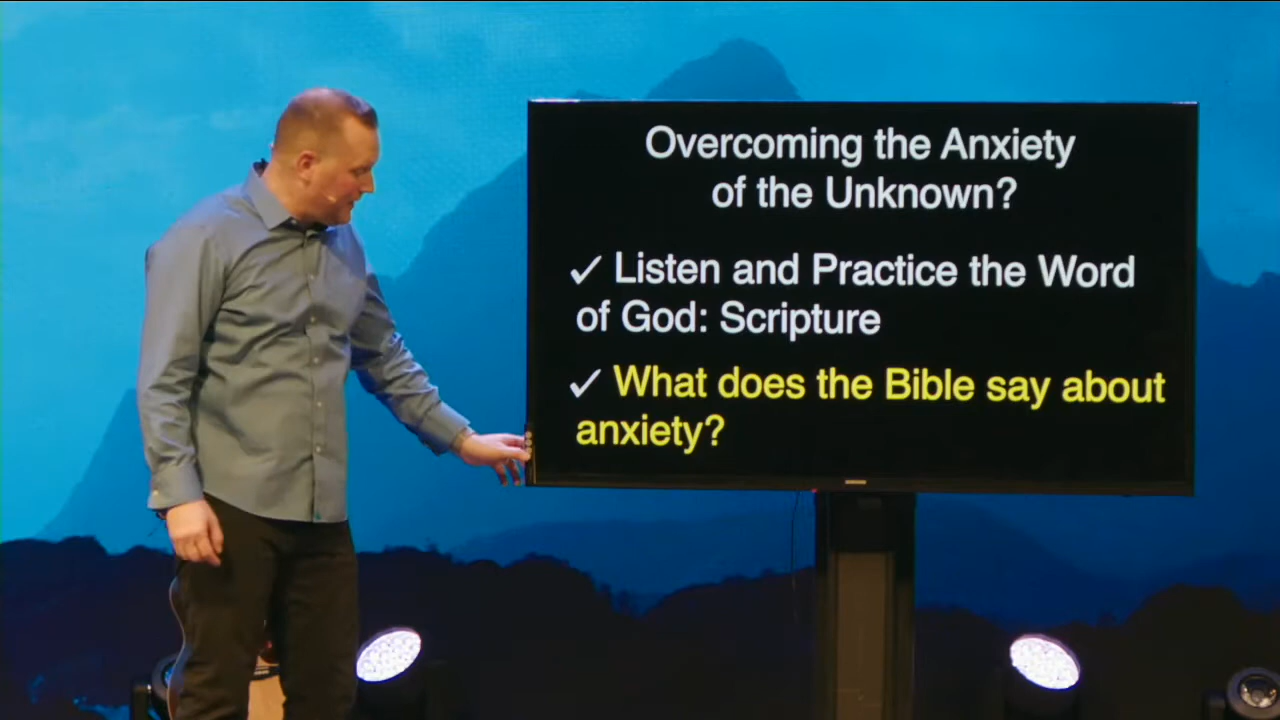 Overcoming the Anxiety
of the Unknown?
✓ Listen and Practice the Word
of God: Scripture
✓ What does the Bible say about
anxiety?